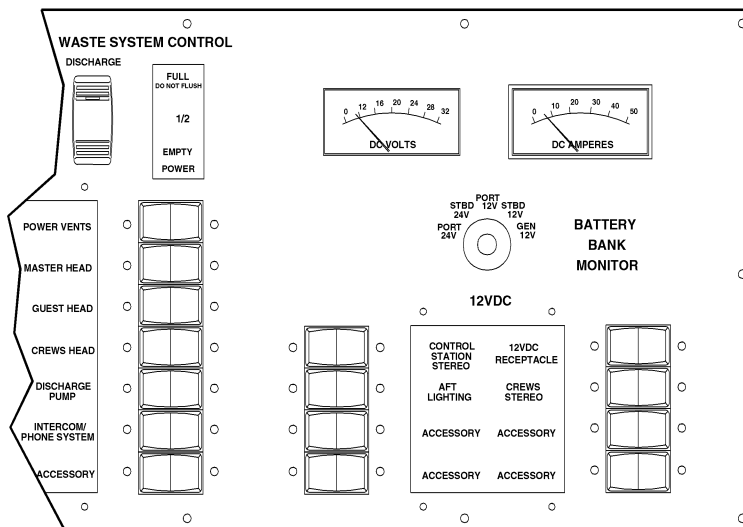 WASTE SYSTEM CONTROL
DISCHARGE
FULL
DO NOT FLUSH
1/2
EMPTY
POWER
0 12 16 20 24 28 32
DC VOLTS
0 10 20 30 40 50
DC AMPERES
POWER VENTS
MASTER HEAD
GUEST HEAD
CREWS HEAD
DISCHARGE
PUMP
INTERCOM/
PHONE SYSTEM
ACCESSORY
PORT
24V
STBD
24V
PORT
12V
STBD
12V
GEN
12V
BATTERY
BANK
MONITOR
12VDC
CONTROL
STATION
STEREO
12VDC
RECEPTACLE
AFT
LIGHTING
CREWS
STEREO
ACCESSORY ACCESSORY
ACCESSORY ACCESSORY